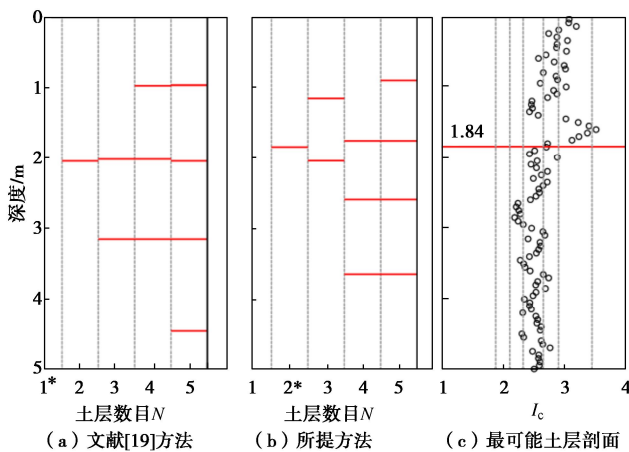 0
1
2
3
4
5
深度/m
1* 2 3 4 5
土层数目N
(a) 文献[19]方法
1 2* 3 4 5
土层数目N
(b) 所提方法
1.84
1 2 3 4
Ic
(c) 最可能土层剖面